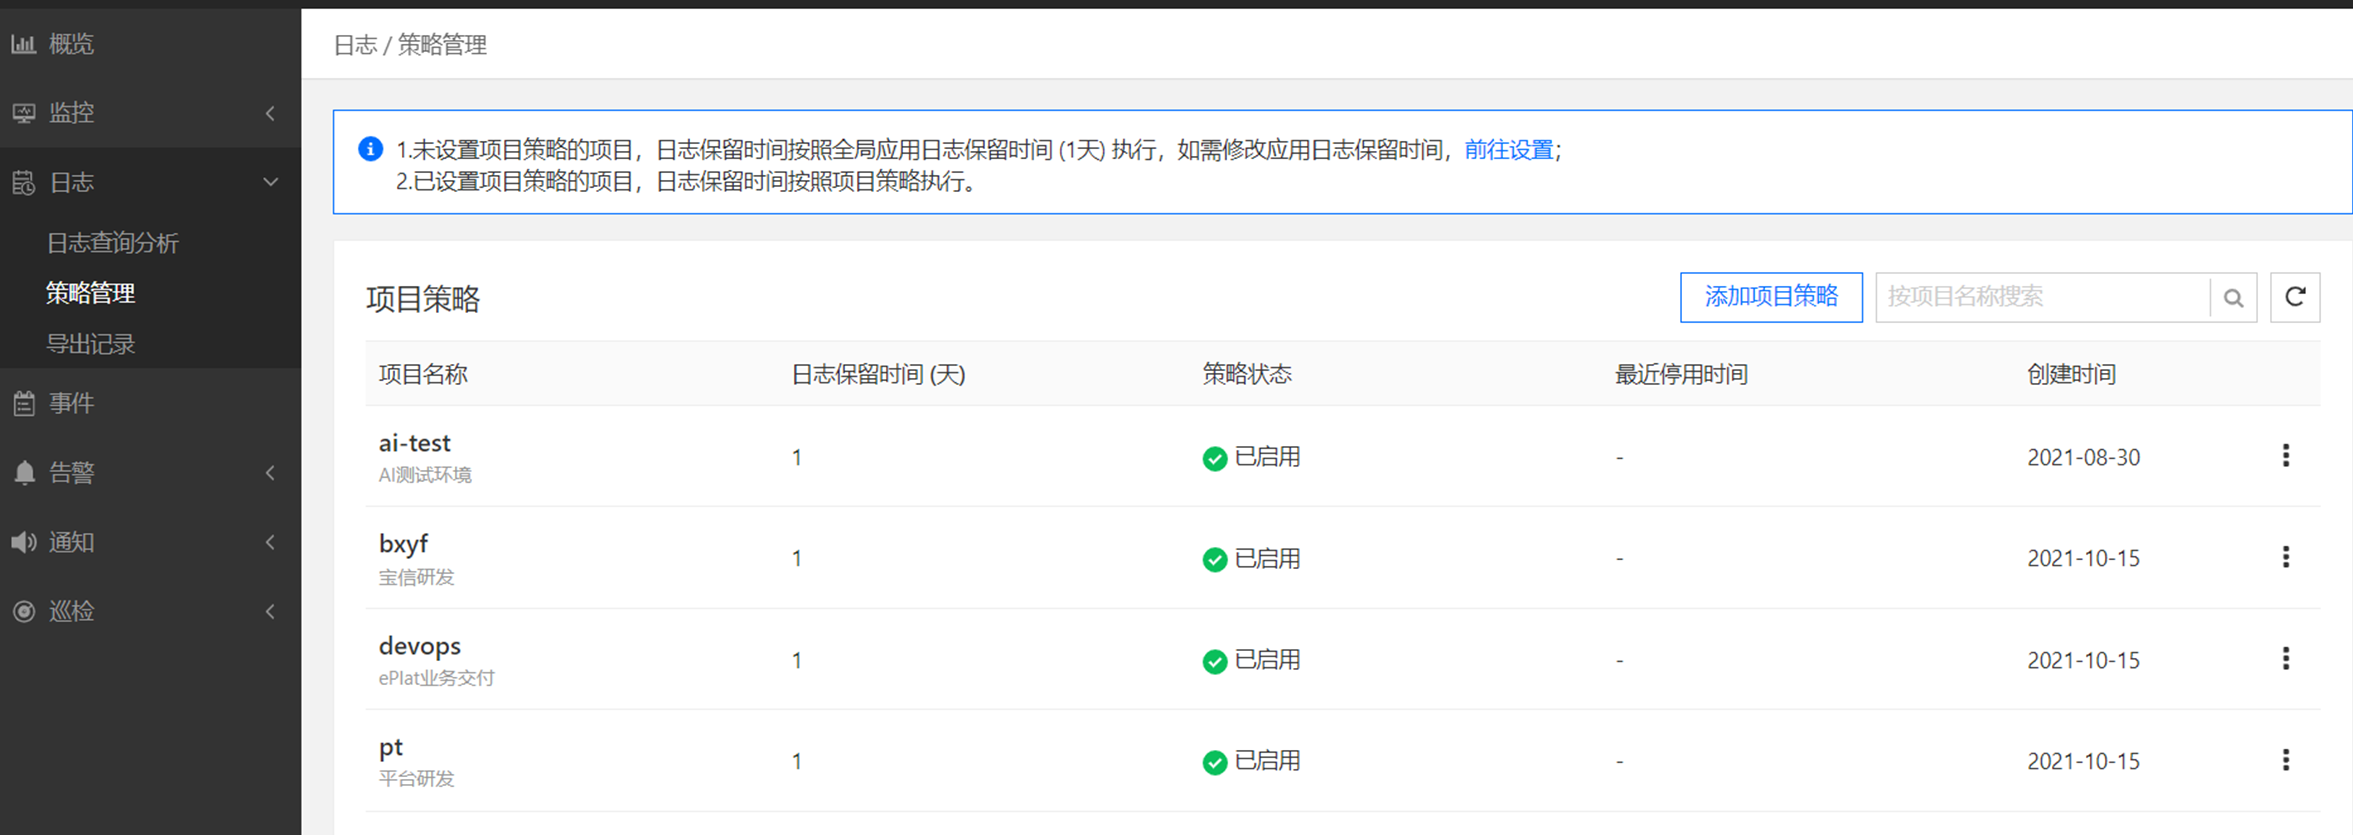 概览
监控
日志
日志查询分析
策略管理
导出记录
事件
告警
通知
巡检
日志 / 策略管理
1.未设置项目策略的项目，日志保留时间按照全局应用日志保留时间 (1天) 执行，如需修改应用日志保留时间，前往设置；
2.已设置项目策略的项目，日志保留时间按照项目策略执行。
项目策略
添加项目策略
按项目名称搜索
项目名称 日志保留时间 (天) 策略状态 最近停用时间 创建时间
ai-test
AI测试环境
1 已启用 - 2021-08-30
bxyf
宝信研发
1 已启用 - 2021-10-15
devops
ePlat业务交付
1 已启用 - 2021-10-15
pt
平台研发
1 已启用 - 2021-10-15